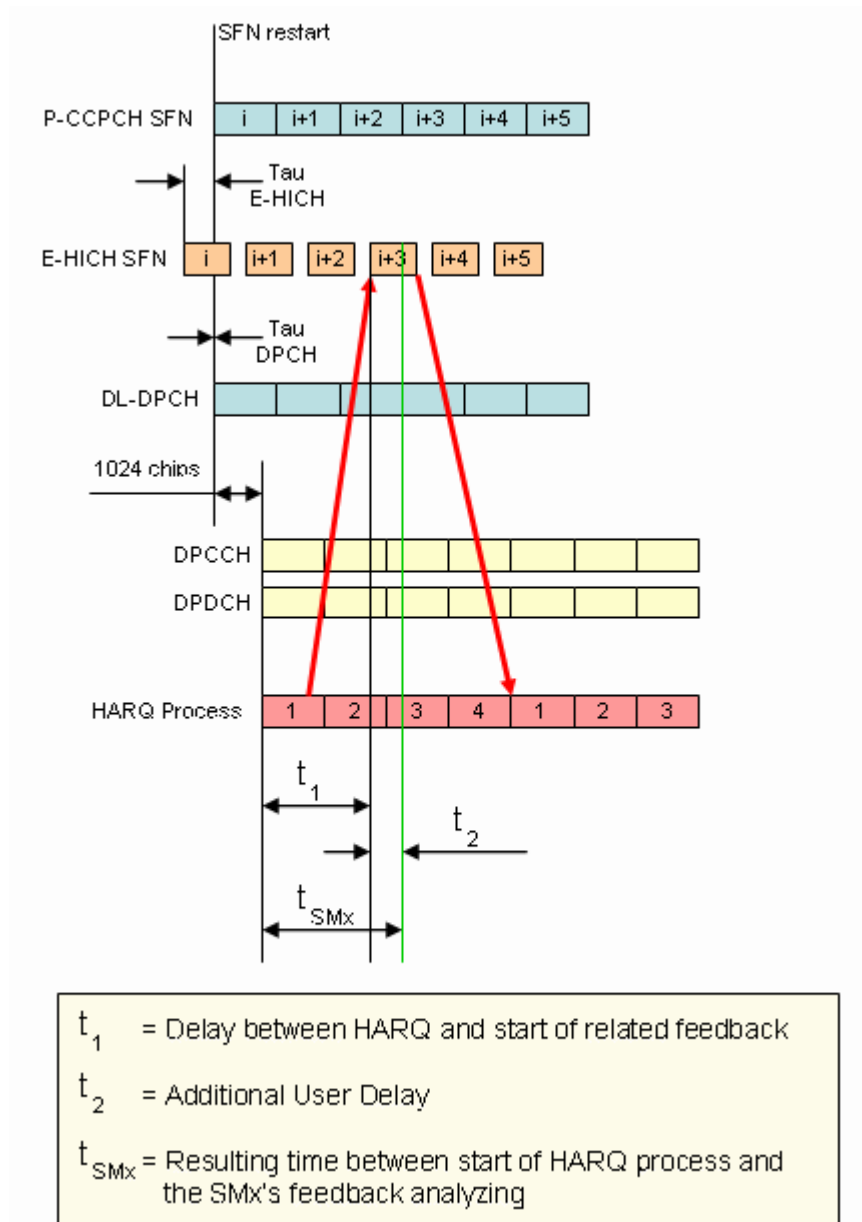 SFN restart
P-CCPCH SFN
i i+1 i+2 i+3 i+4 i+5
Tau
E-HICH
E-HICH SFN
i i+1 i+2 i+3 i+4 i+5
Tau
DPCH
DL-DPCH
1024 chips
DPCCH
DPDCH
HARQ Process
1 2 3 4 1 2 3
t1
t2
tSMx
t1 = Delay between HARQ and start of related feedback
t2 = Additional User Delay
tSMx = Resulting time between start of HARQ process and
the SMx's feedback analyzing